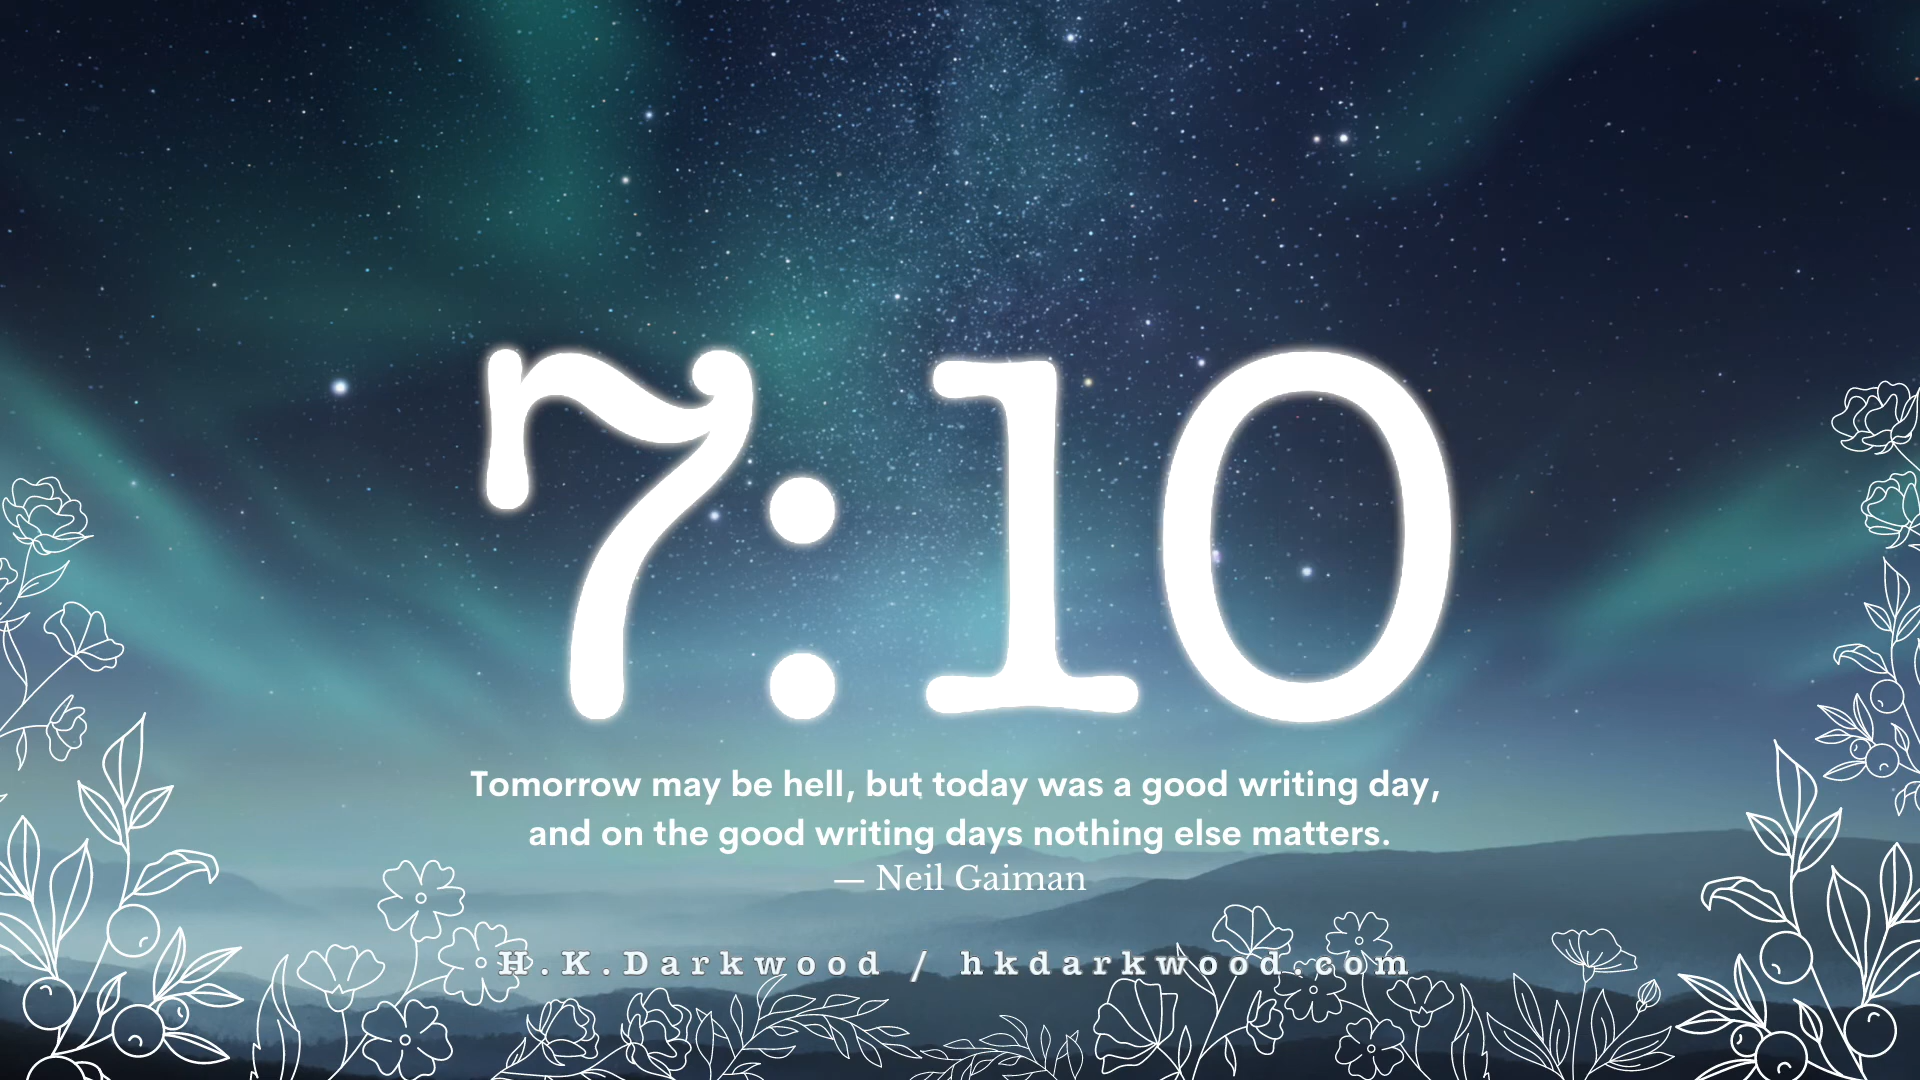 7:10
Tomorrow may be hell, but today was a good writing day,
and on the good writing days nothing else matters.
— Neil Gaiman
H.K.Darkwood / hkdarkwood.com